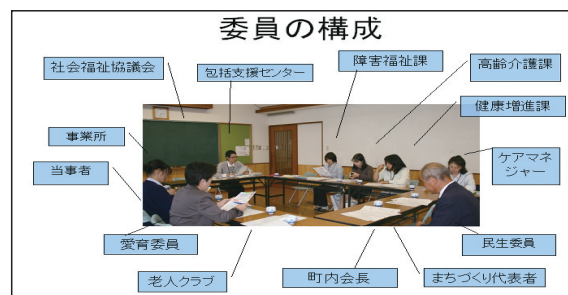 委員の構成
社会福祉協議会
包括支援センター
障害福祉課
高齢介護課
健康増進課
事業所
当事者
ケアマネ
ジャー
愛育委員
老人クラブ
町内会長
まちづくり代表者
民生委員